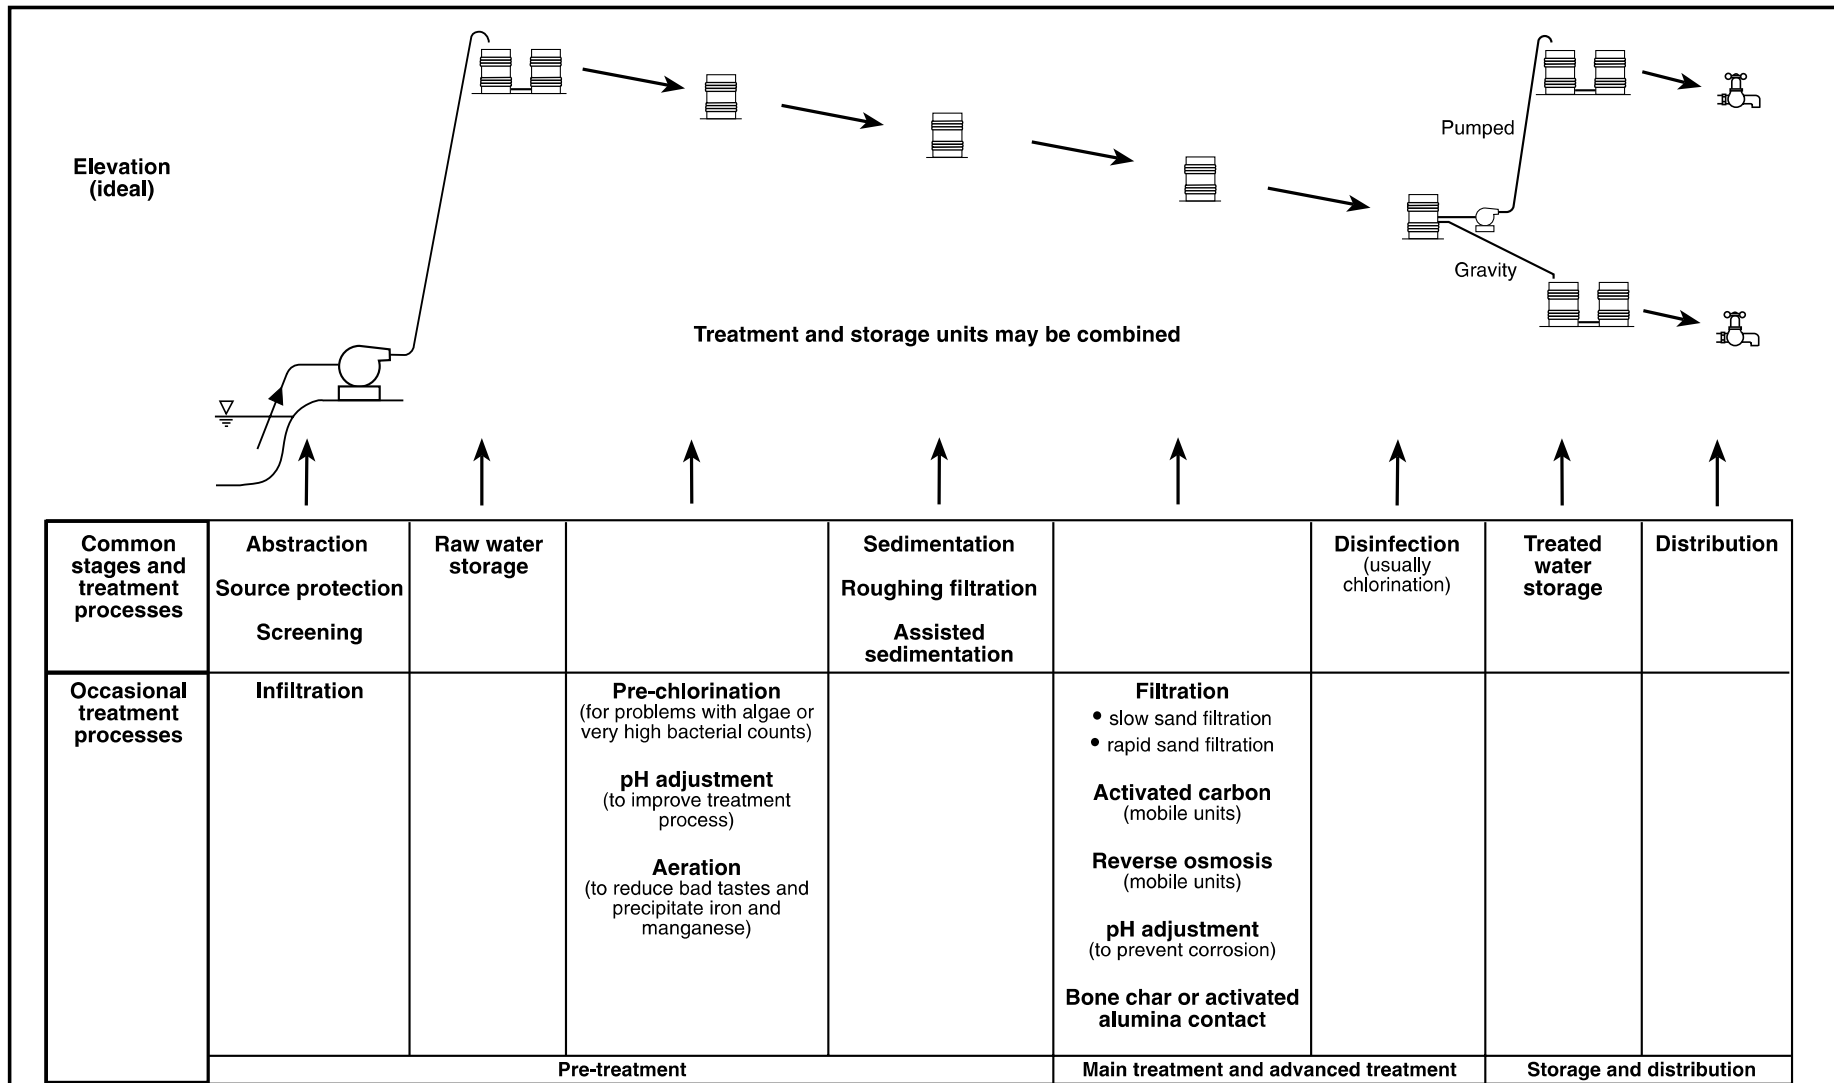 Pumped
Elevation
(ideal)
Gravity
Treatment and storage units may be combined
Common
stages and
treatment
processes
Abstraction
Source protection
Screening
Raw water
storage
Sedimentation
Roughing filtration
Assisted
sedimentation
Disinfection
(usually
chlorination)
Treated
water
storage
Distribution
Occasional
treatment
processes
Infiltration
Pre-chlorination
(for problems with algae or
very high bacterial counts)
pH adjustment
(to improve treatment
process)
Aeration
(to reduce bad tastes and
precipitate iron and
manganese)
Filtration
• slow sand filtration
• rapid sand filtration
Activated carbon
(mobile units)
Reverse osmosis
(mobile units)
pH adjustment
(to prevent corrosion)
Bone char or activated
alumina contact
Pre-treatment
Main treatment and advanced treatment
Storage and distribution